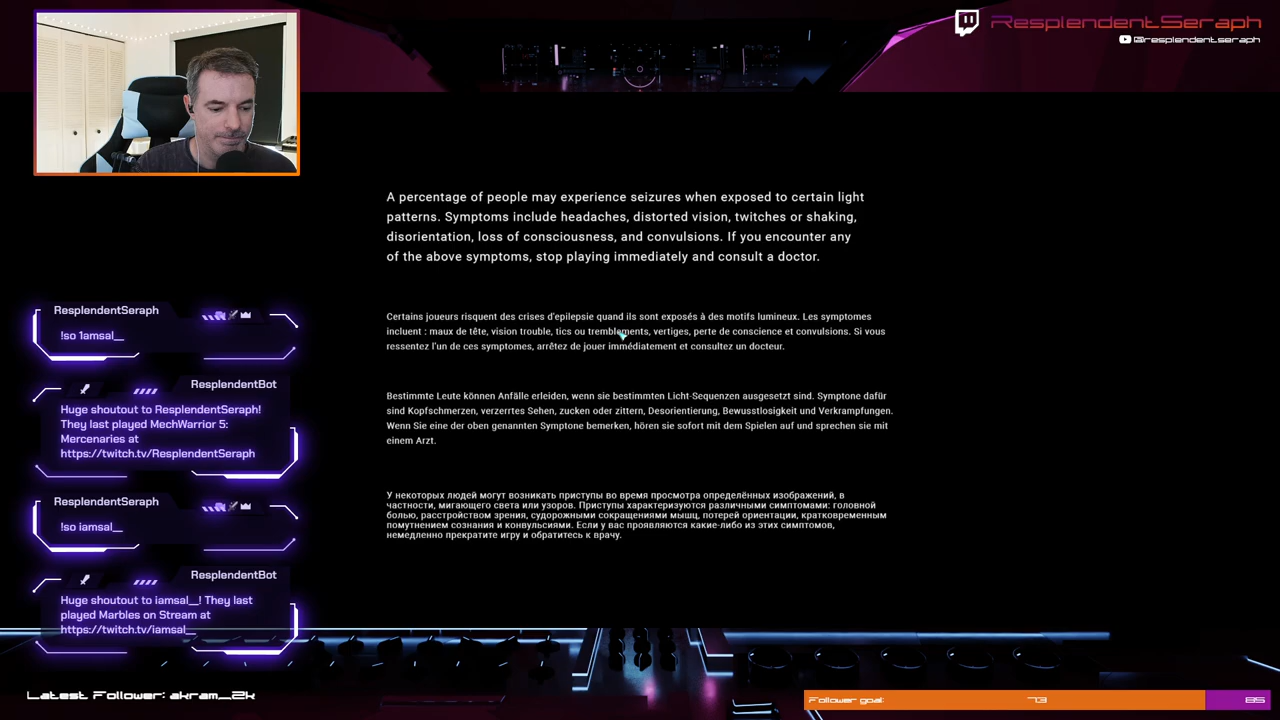 ResplendentSeraph
@resplendentseraph
A percentage of people may experience seizures when exposed to certain light
patterns. Symptoms include headaches, distorted vision, twitches or shaking,
disorientation, loss of consciousness, and convulsions. If you encounter any
of the above symptoms, stop playing immediately and consult a doctor.
Certains joueurs risquent des crises d'epilepsie quand ils sont exposés à des motifs lumineux. Les symptomes
incluent : maux de tête, vision trouble, tics ou tremblements, vertiges, perte de conscience et convulsions. Si vous
ressentez l'un de ces symptomes, arrêtez de jouer immédiatement et consultez un docteur.
Bestimmte Leute können Anfälle erleiden, wenn sie bestimmten Licht-Sequenzen ausgesetzt sind. Symptone dafür
sind Kopfschmerzen, verzerrtes Sehen, zucken oder zittern, Desorientierung, Bewusstlosigkeit und Verkrampfungen.
Wenn Sie eine der oben genannten Symptone bemerken, hören sie sofort mit dem Spielen auf und sprechen sie mit
einem Arzt.
У некоторых людей могут возникать приступы во время просмотра определённых изображений, в
частности, мигающего света или узоров. Приступы характеризуются различными симптомами: головной
болью, расстройством зрения, судорожными сокращениями мышц, потерей ориентации, кратковременным
помутнением сознания и конвульсиями. Если у вас проявляются какие-либо из этих симптомов,
немедленно прекратите игру и обратитесь к врачу.
ResplendentSeraph
!so 1amsal__
ResplendentBot
Huge shoutout to ResplendentSeraph!
They last played MechWarrior 5:
Mercenaries at
https://twitch.tv/ResplendentSeraph
ResplendentSeraph
!so iamsal__
ResplendentBot
Huge shoutout to iamsal__! They last
played Marbles on Stream at
https://twitch.tv/iamsal__
Latest Follower: akram_2k
Follower goal: 73 85